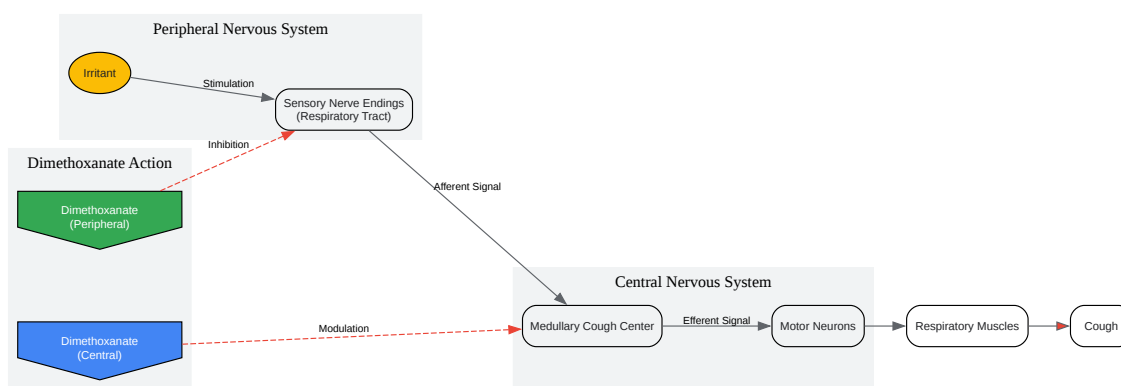 Peripheral Nervous System
Irritant
Stimulation
Sensory Nerve Endings
(Respiratory Tract)
Inhibition
Dimethoxanate Action
Dimethoxanate
(Peripheral)
Afferent Signal
Central Nervous System
Dimethoxanate
(Central)
Modulation
Medullary Cough Center
Efferent Signal
Motor Neurons
Respiratory Muscles
Cough